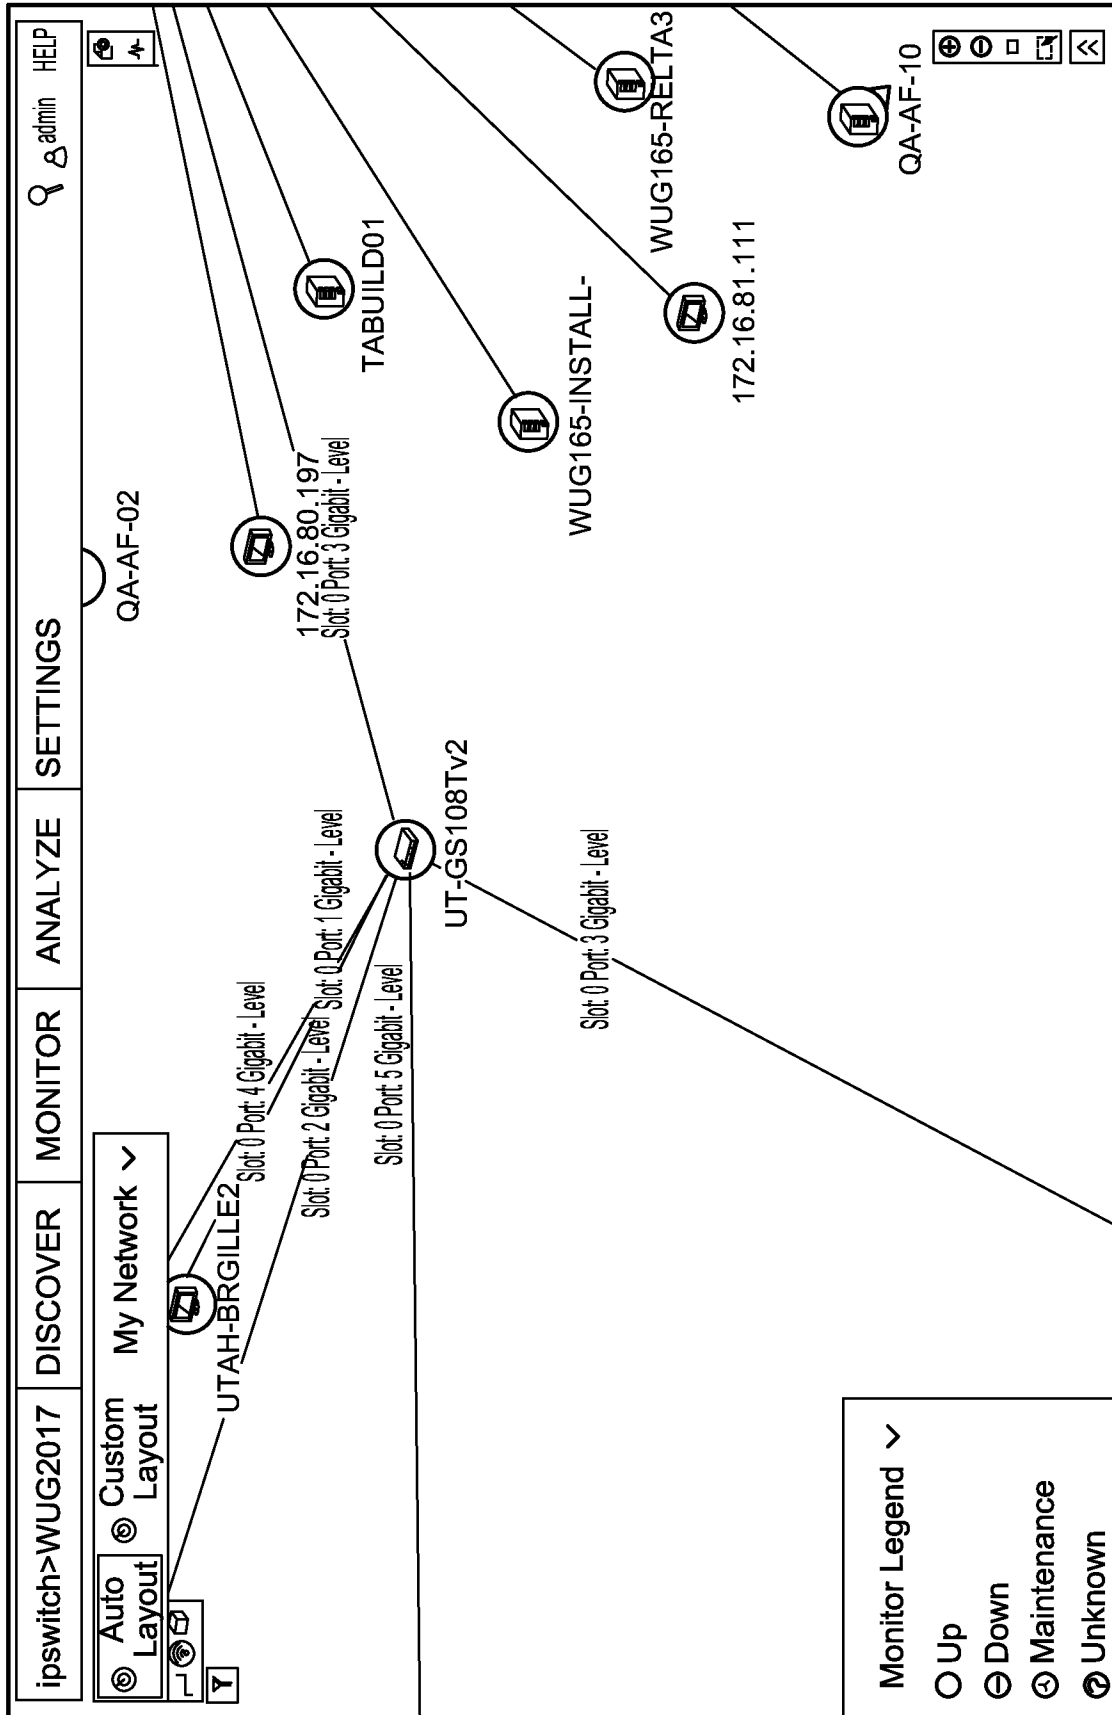 ipswitch>WUG2017 DISCOVER MONITOR ANALYZE SETTINGS admin HELP
Auto
Layout
Custom
Layout
My Network
QA-AF-02
UTAH-BRGILLE2
Slot: 0 Port: 4 Gigabit - Level
Slot: 0 Port: 2 Gigabit - Level
Slot: 0 Port: 1 Gigabit - Level
Slot: 0 Port: 5 Gigabit - Level
172.16.80.197
Slot: 0 Port: 3 Gigabit - Level
TABUILD01
UT-GS108Tv2
WUG165-INSTALL-
Slot: 0 Port: 3 Gigabit - Level
WUG165-RELTA3
172.16.81.111
QA-AF-10
Monitor Legend
Up
Down
Maintenance
Unknown